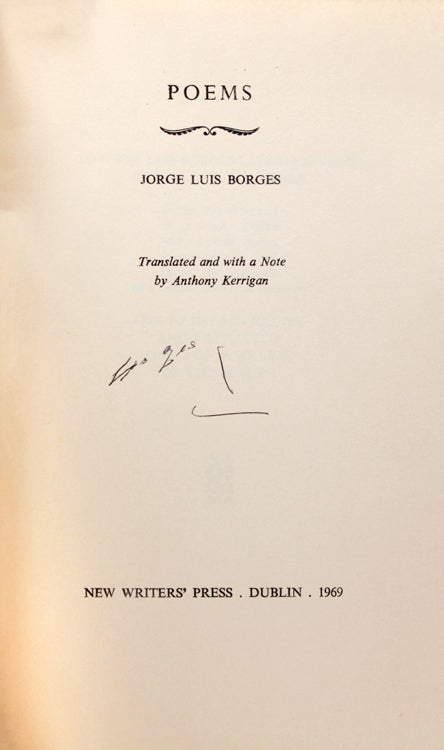 POEMS
JORGE LUIS BORGES
Translated and with a Note
by Anthony Kerrigan
NEW WRITERS' PRESS . DUBLIN . 1969